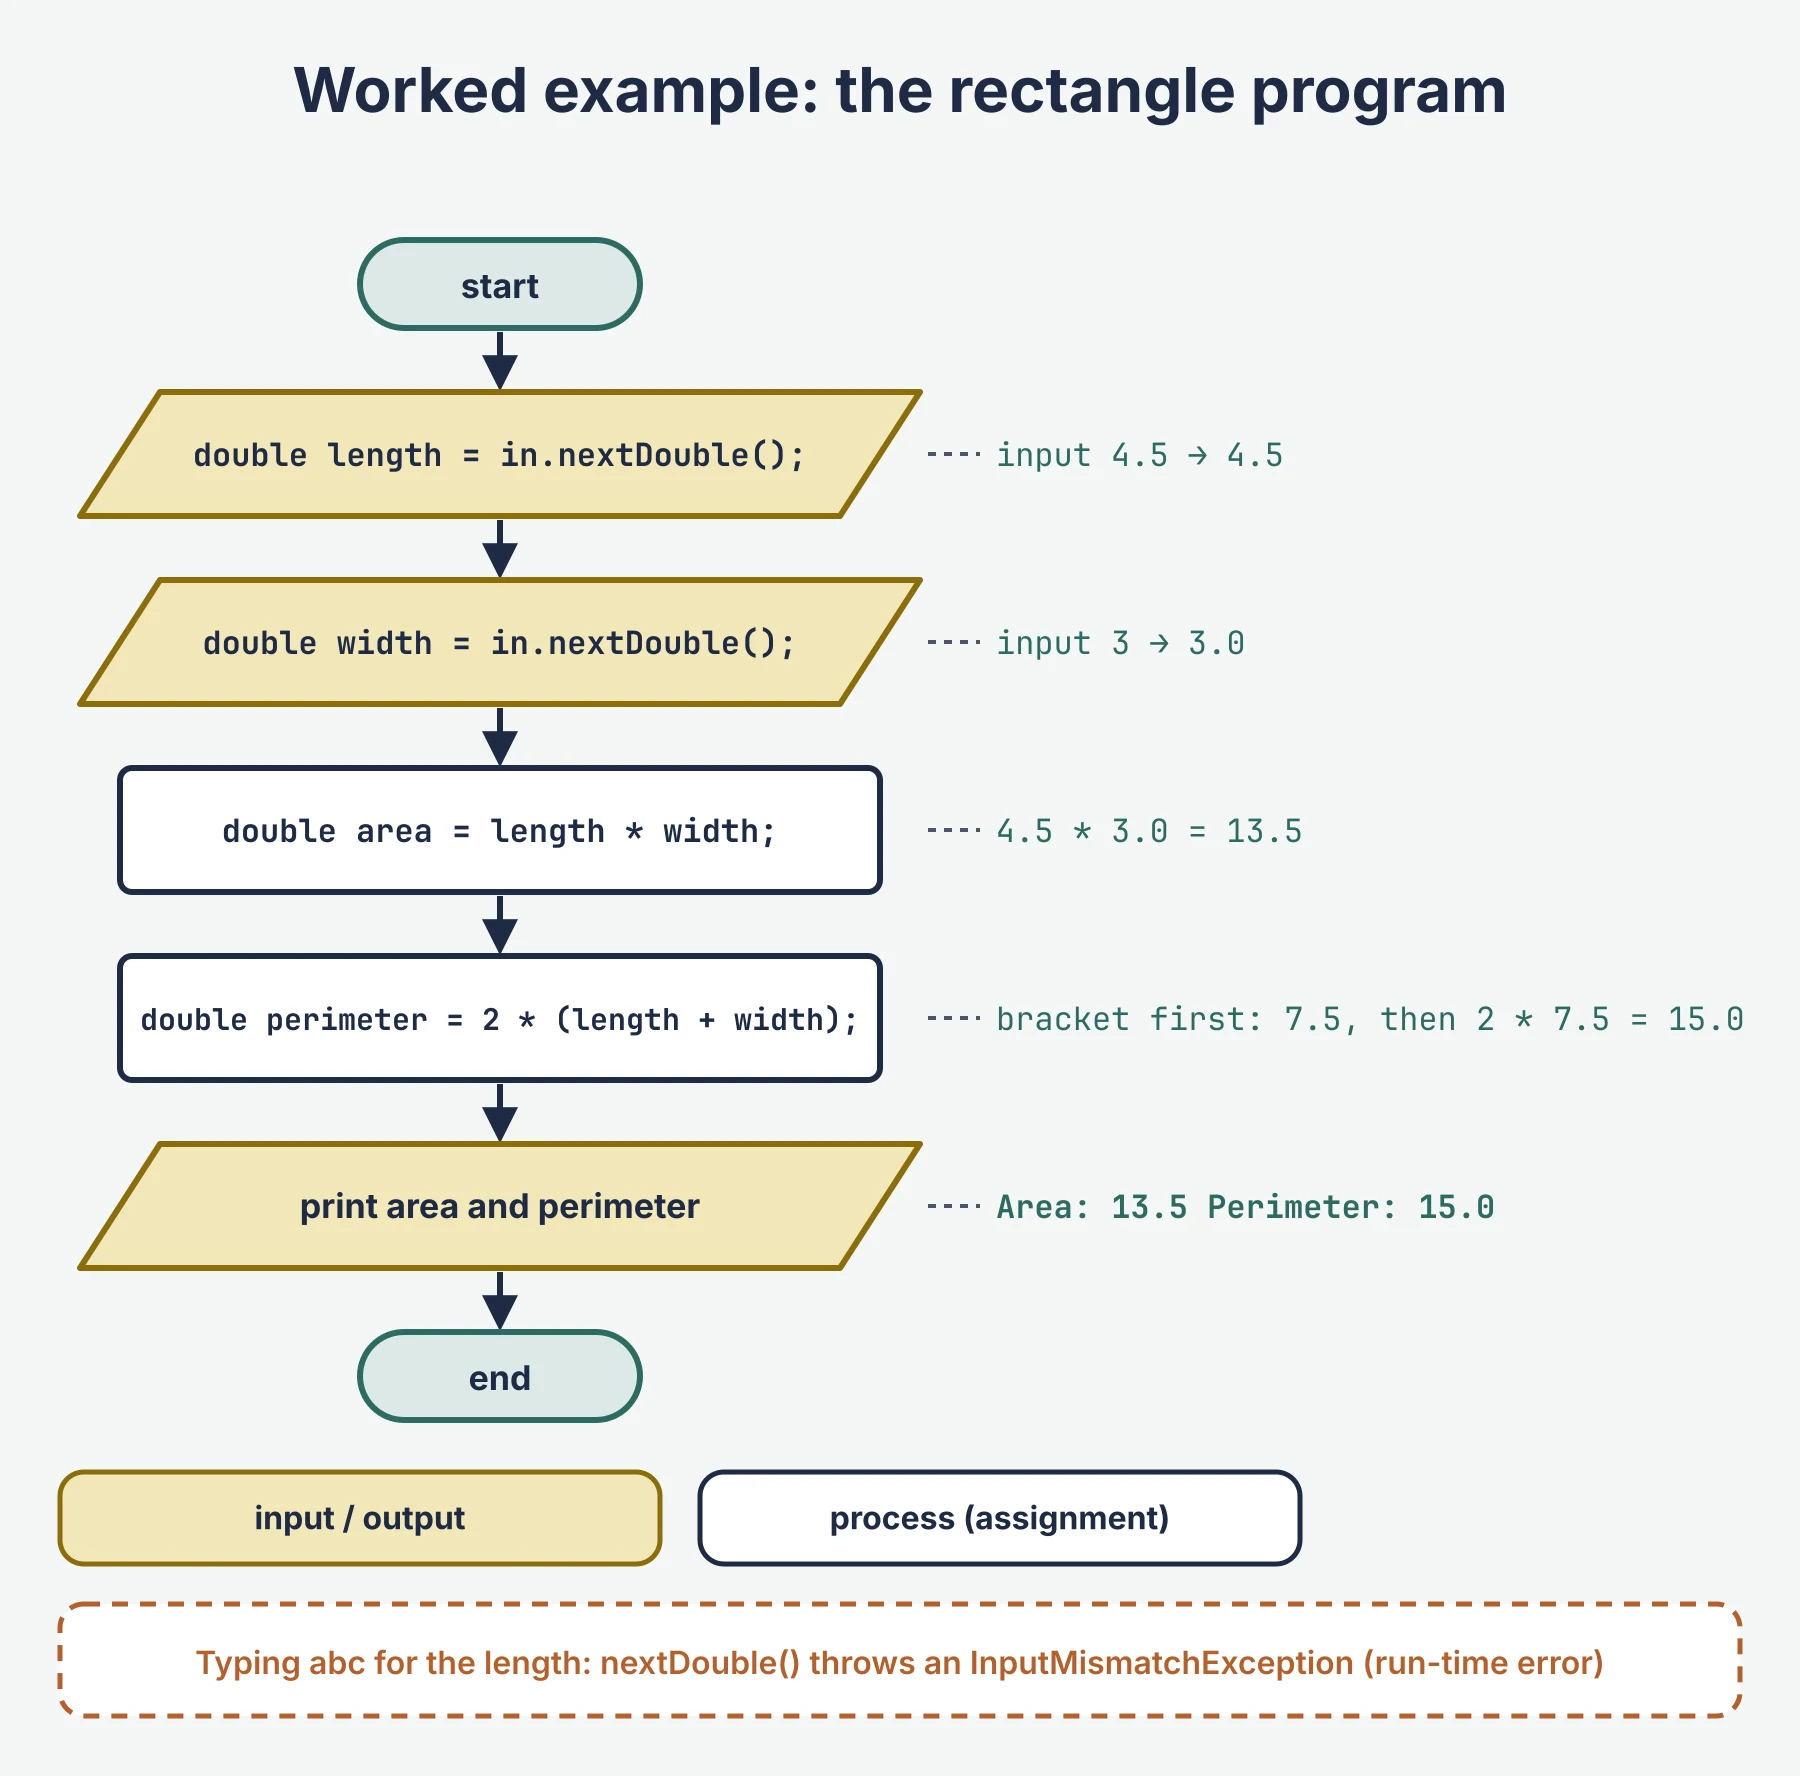 Worked example: the rectangle program
start
double length = in.nextDouble();
input 4.5 → 4.5
double width = in.nextDouble();
input 3 → 3.0
double area = length * width;
4.5 * 3.0 = 13.5
double perimeter = 2 * (length + width);
bracket first: 7.5, then 2 * 7.5 = 15.0
print area and perimeter
Area: 13.5 Perimeter: 15.0
end
input / output
process (assignment)
Typing abc for the length: nextDouble() throws an InputMismatchException (run-time error)